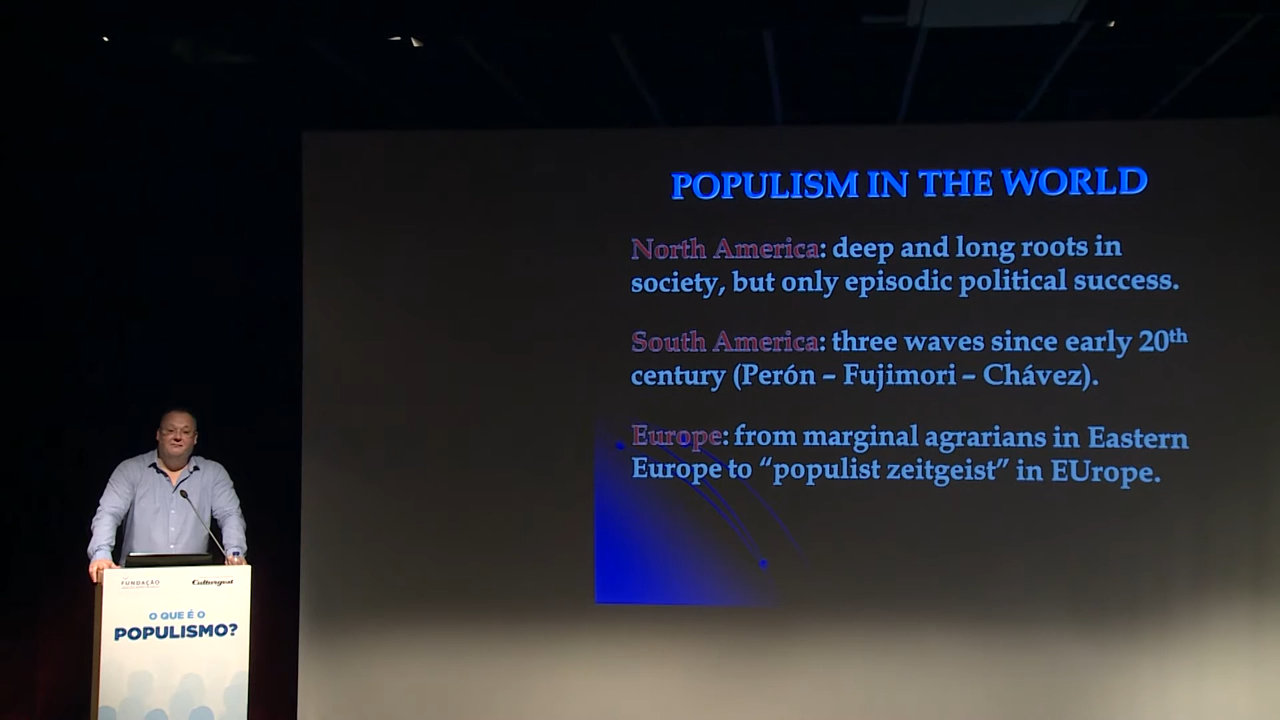 POPULISM IN THE WORLD
North America: deep and long roots in
society, but only episodic political success.
South America: three waves since early 20th
century (Perón – Fujimori – Chávez).
Europe: from marginal agrarians in Eastern
Europe to “populist zeitgeist” in EUrope.
FUNDAÇÃO
Culturgest
O QUE É O
POPULISMO?